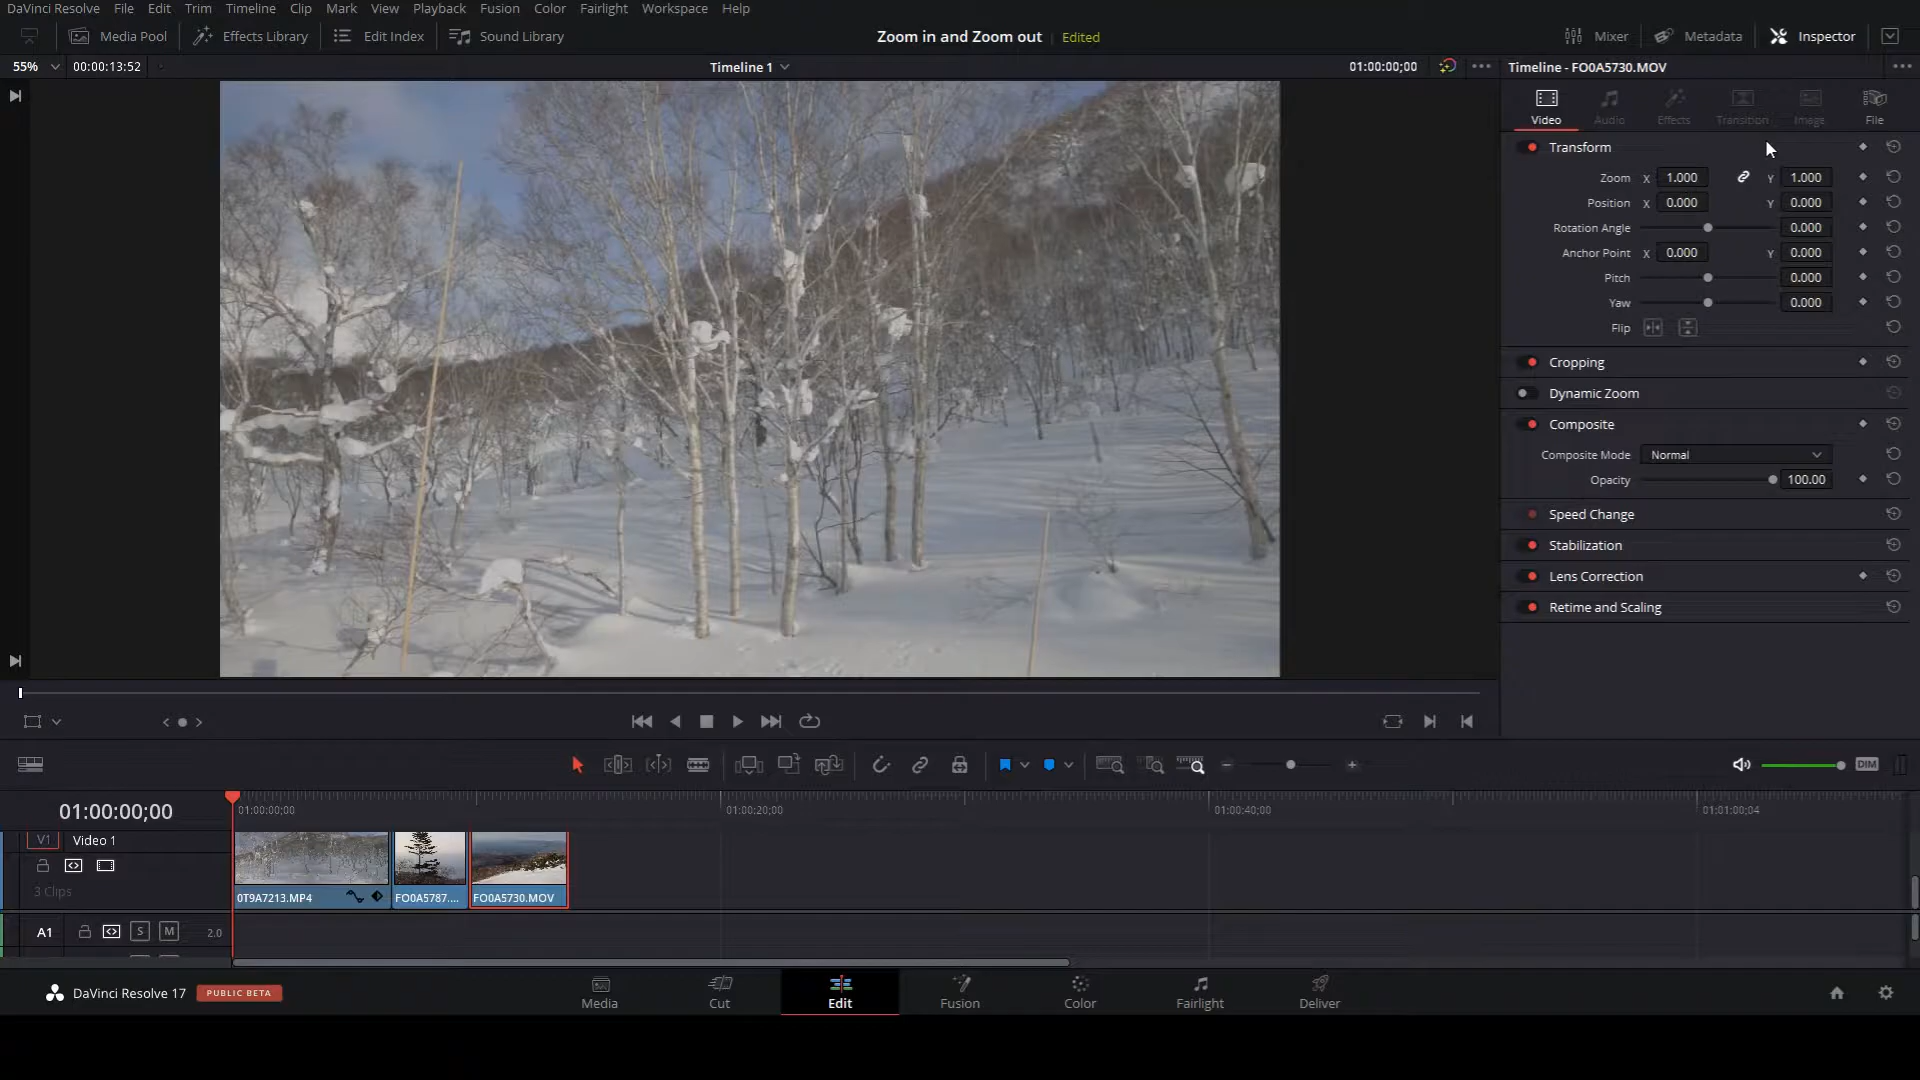 DaVinci Resolve File Edit Trim Timeline Clip Mark View Playback Fusion Color Fairlight Workspace Help
Media Pool Effects Library Edit Index Sound Library Zoom in and Zoom out Edited Mixer Metadata Inspector
55% 00:00:13:52 Timeline 1 01:00:00;00 Timeline - FO0A5730.MOV
Video Audio Effects Transition Image File
Transform
Zoom X 1.000 Y 1.000
Position X 0.000 Y 0.000
Rotation Angle 0.000
Anchor Point X 0.000 Y 0.000
Pitch 0.000
Yaw 0.000
Flip
Cropping
Dynamic Zoom
Composite
Composite Mode Normal
Opacity 100.00
Speed Change
Stabilization
Lens Correction
Retime and Scaling
DIM
01:00:00;00 01:00:00;00 01:00:20;00 01:00:40;00 01:01:00;04
V1 Video 1
3 Clips
0T9A7213.MP4 FO0A5787.... FO0A5730.MOV
A1 S M 2.0
DaVinci Resolve 17 PUBLIC BETA Media Cut Edit Fusion Color Fairlight Deliver